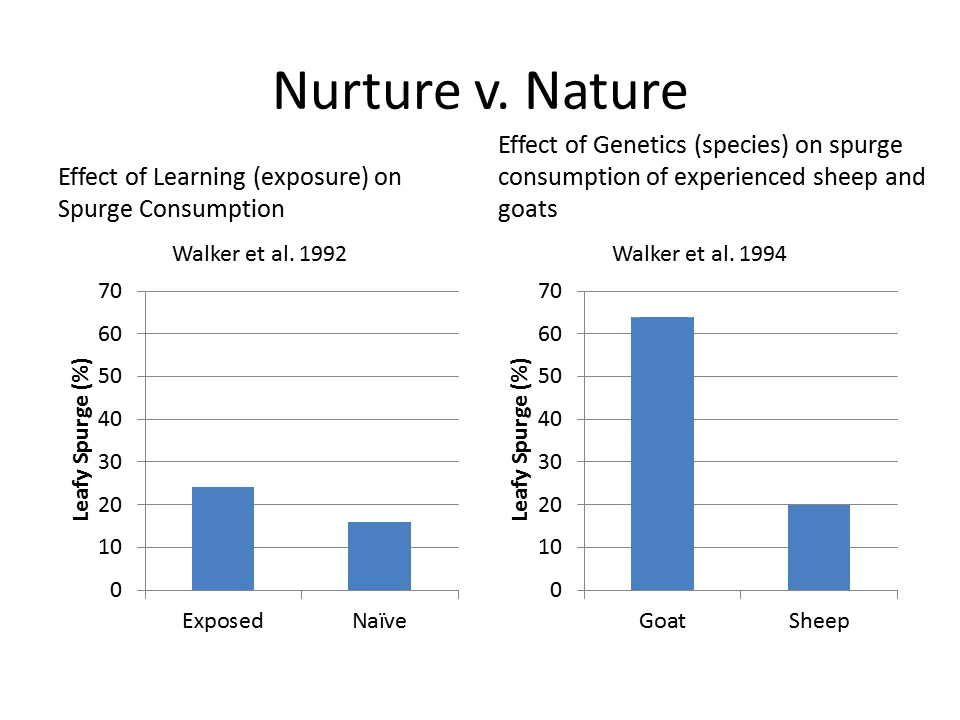 Nurture v. Nature
Effect of Learning (exposure) on
Spurge Consumption
Walker et al. 1992
70
60
50
40
30
20
10
0
Leafy Spurge (%)
Exposed
Naïve
Effect of Genetics (species) on spurge
consumption of experienced sheep and
goats
Walker et al. 1994
70
60
50
40
30
20
10
0
Leafy Spurge (%)
Goat
Sheep